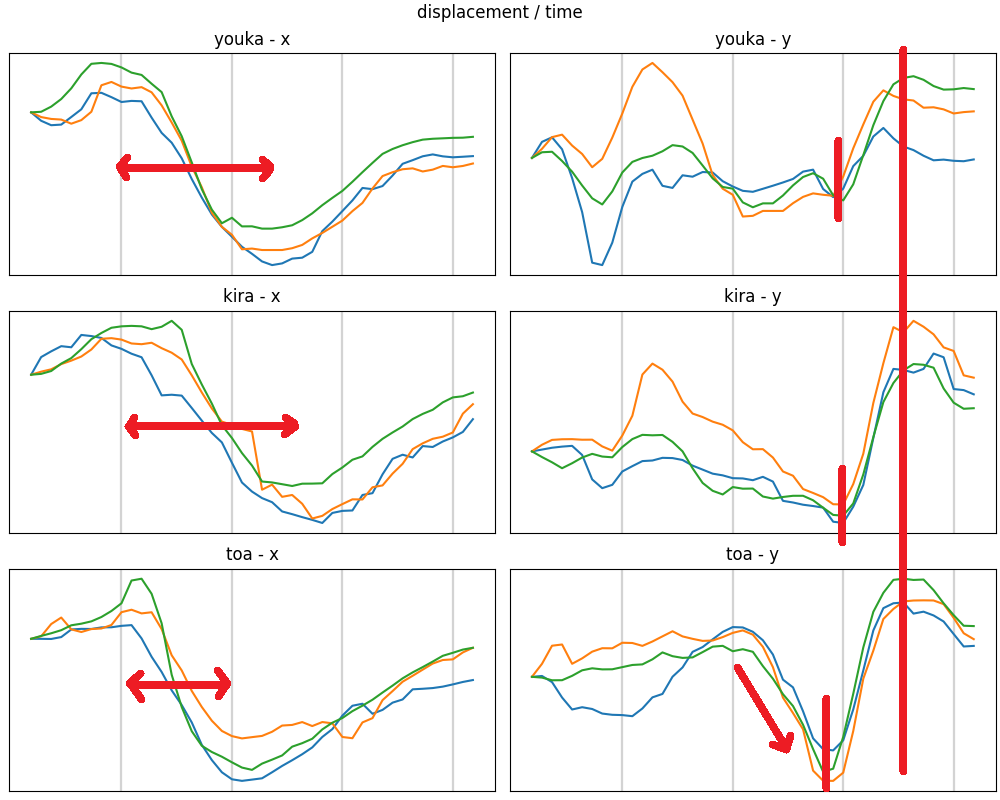 displacement / time
youka - x
youka - y
kira - x
kira - y
toa - x
toa - y